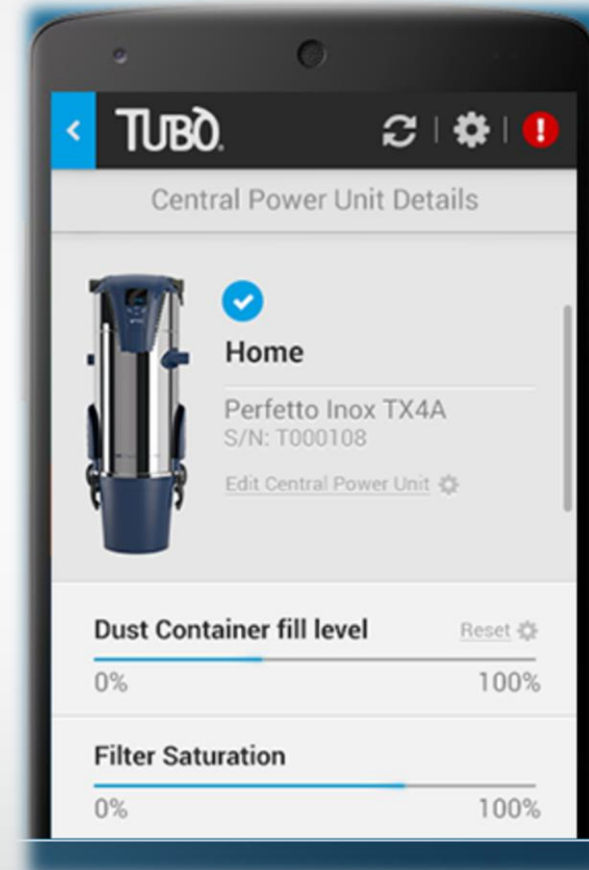 TUBÒ.
Central Power Unit Details
Home
Perfetto Inox TX4A
S/N: T000108
Edit Central Power Unit
Dust Container fill level
Reset
0%
100%
Filter Saturation
0%
100%